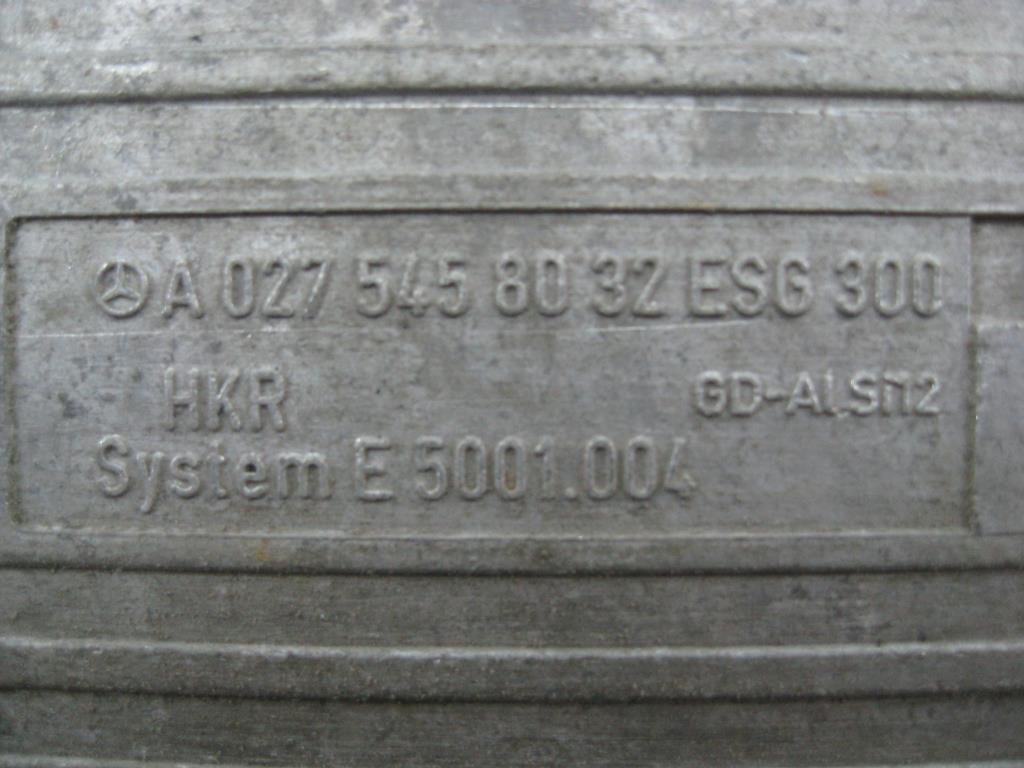 A 027 545 80 32 ESG 300
HKR GD-ALSI12
System E 5001.004